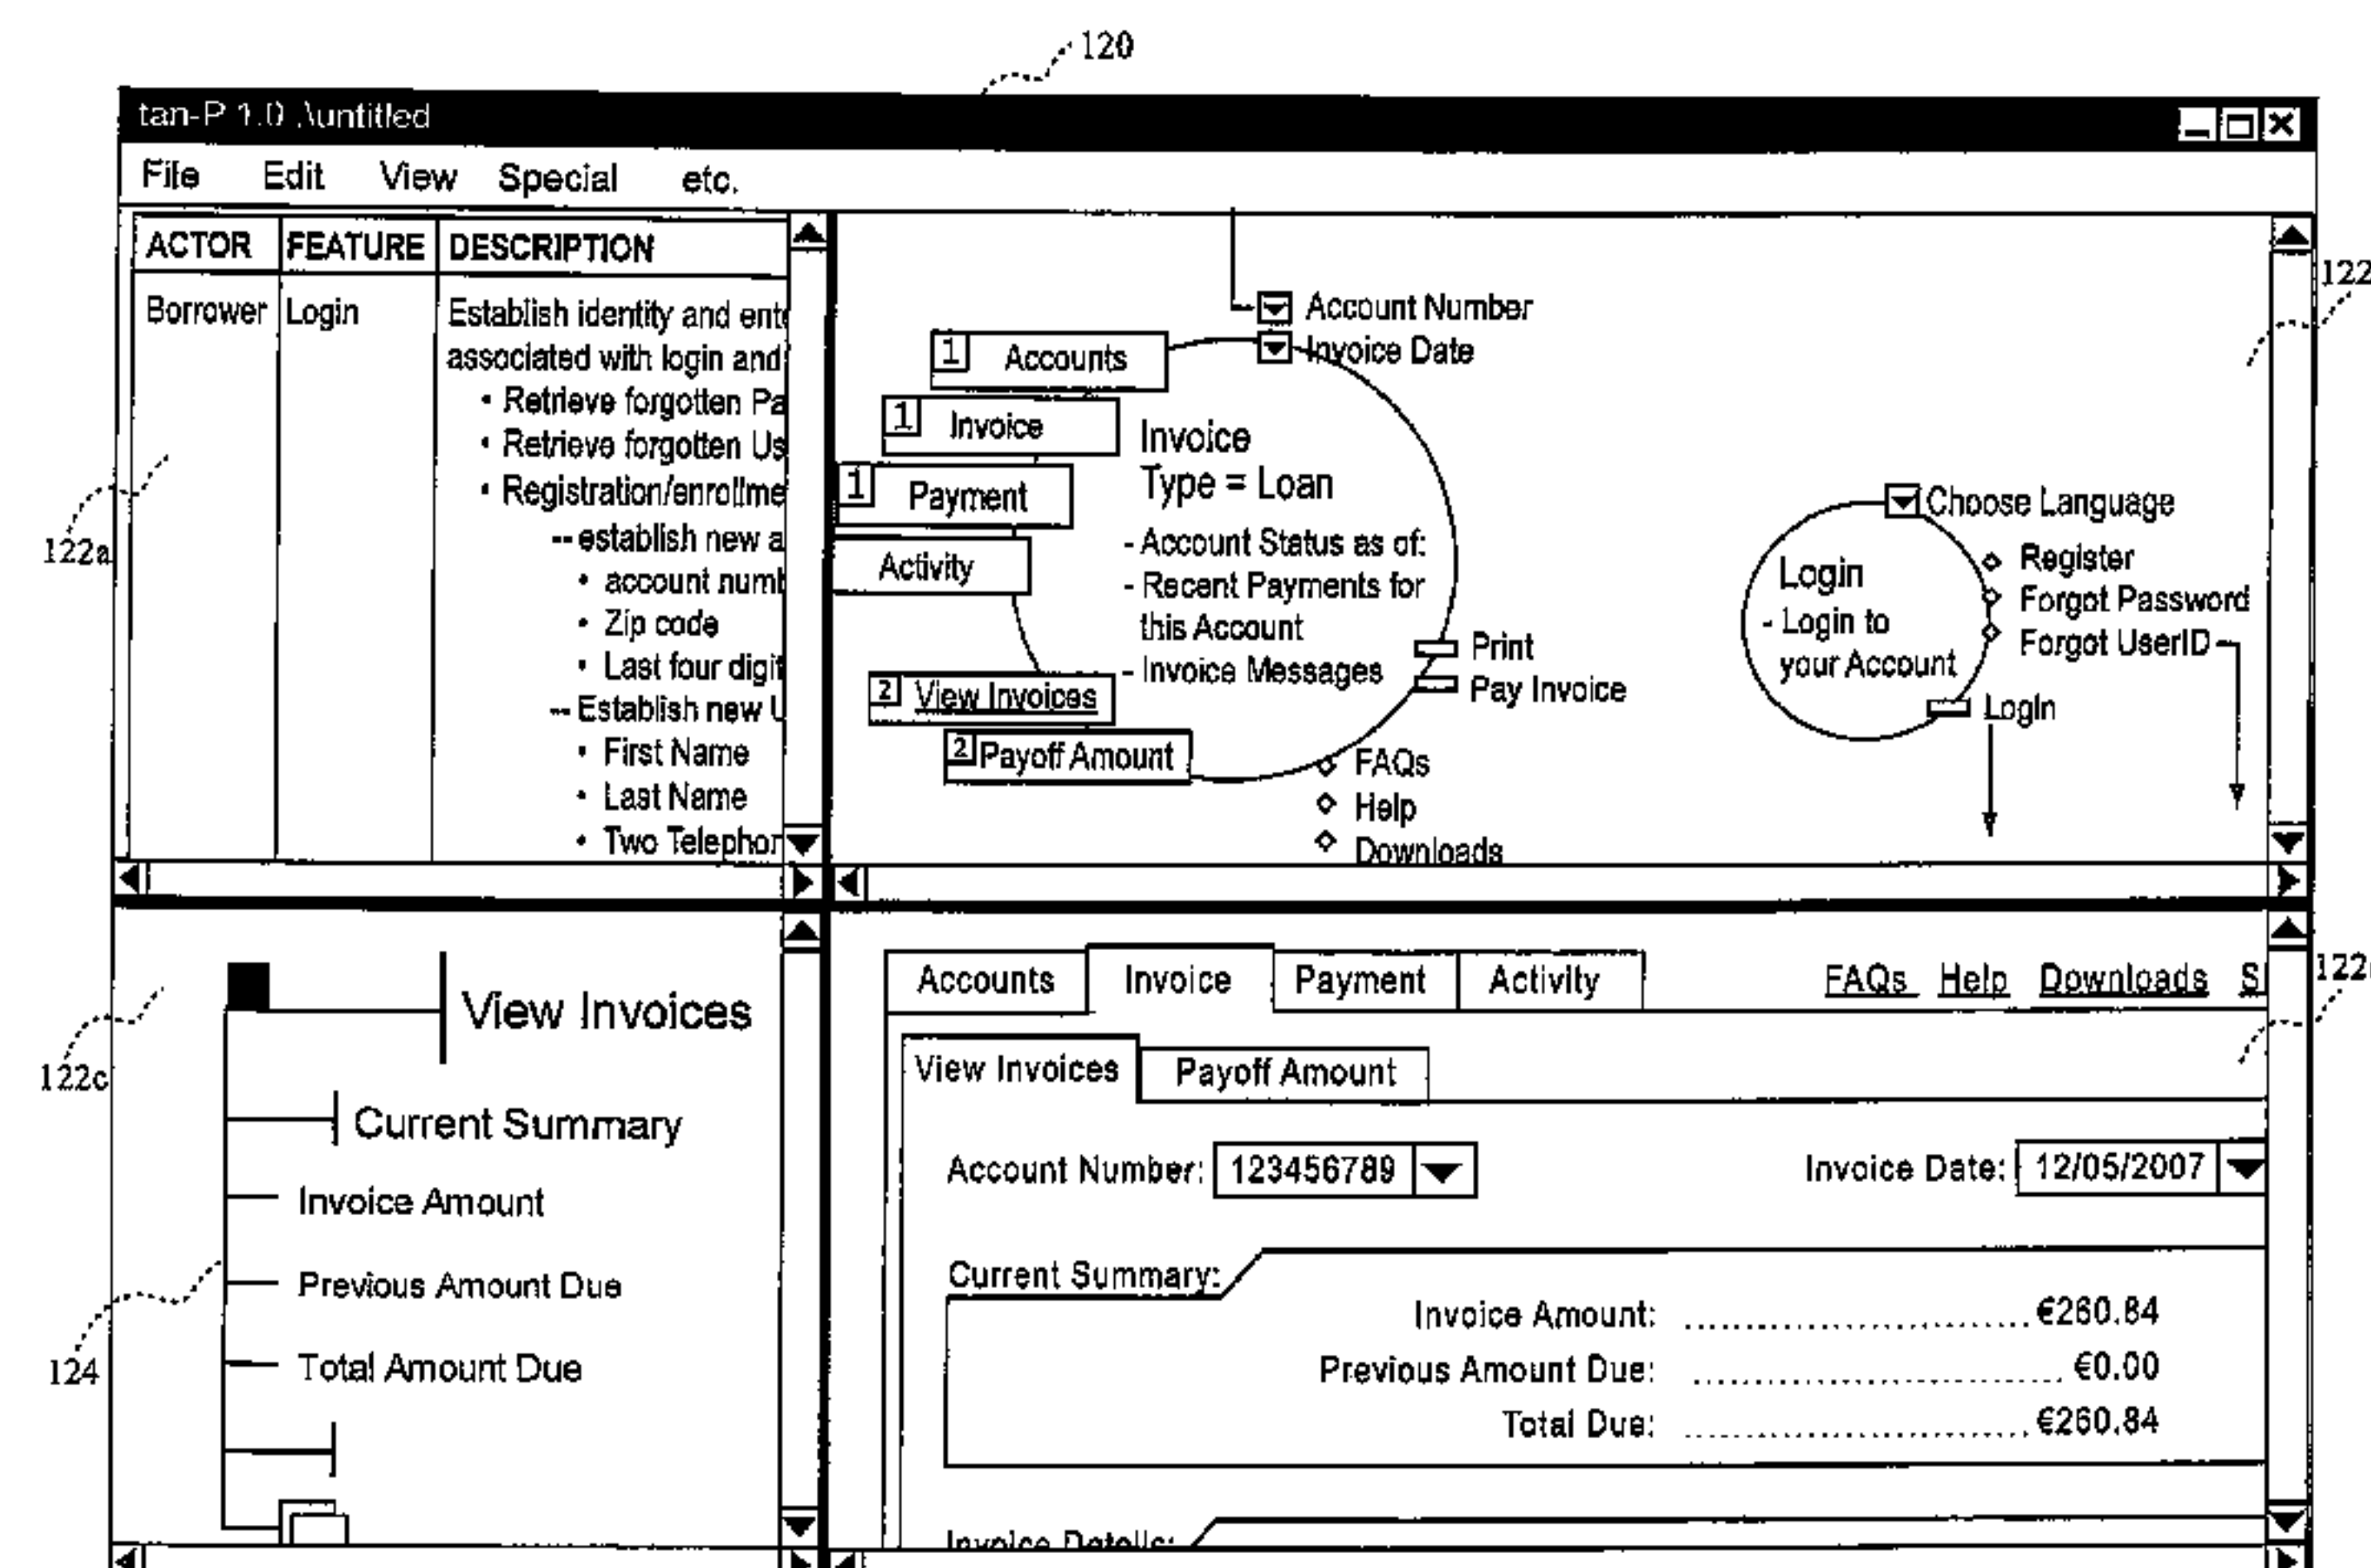 120
tan-P 1.0 .\untitled
File Edit View Special etc.
ACTOR FEATURE DESCRIPTION
Borrower Login Establish identity and ent
associated with login and
• Retrieve forgotten Pa
• Retrieve forgotten Us
• Registration/enrollme
-- establish new a
• account numb
• Zip code
• Last four digit
-- Establish new U
• First Name
• Last Name
• Two Telephon
122a
Account Number
Invoice Date
1 Accounts
1 Invoice
1 Payment
Activity
2 View Invoices
2 Payoff Amount
Invoice
Type = Loan
- Account Status as of:
- Recent Payments for
this Account
- Invoice Messages
Print
Pay Invoice
FAQs
Help
Downloads
Choose Language
Login
- Login to
your Account
Register
Forgot Password
Forgot UserID
Login
122
View Invoices
Current Summary
Invoice Amount
Previous Amount Due
Total Amount Due
122c
124
Accounts Invoice Payment Activity FAQs Help Downloads S
View Invoices Payoff Amount
Account Number: 123456789 Invoice Date: 12/05/2007
Current Summary:
Invoice Amount: ........................ €260.84
Previous Amount Due: ........................ €0.00
Total Due: ........................ €260.84
Invoice Details:
122